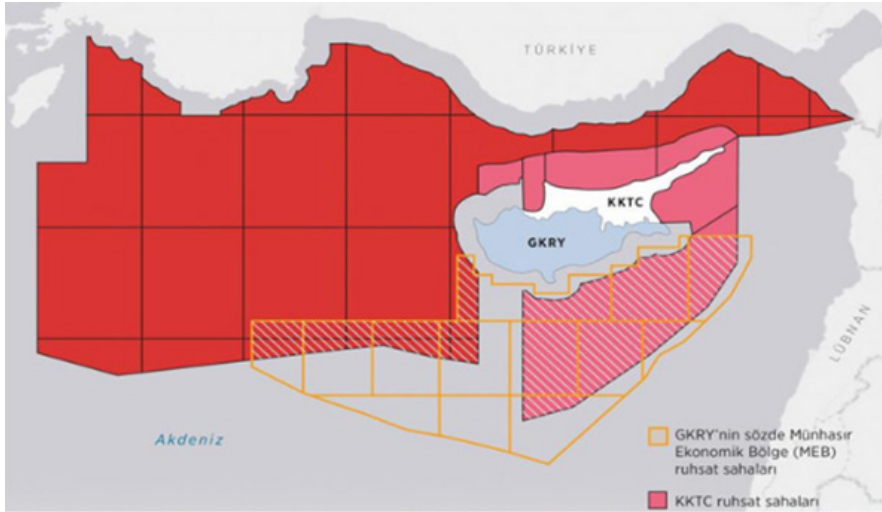 TÜRKİYE
KKTC
GKRY
LÜBNAN
Akdeniz
GKRY'nin sözde Münhasır
Ekonomik Bölge (MEB)
ruhsat sahaları
KKTC ruhsat sahaları